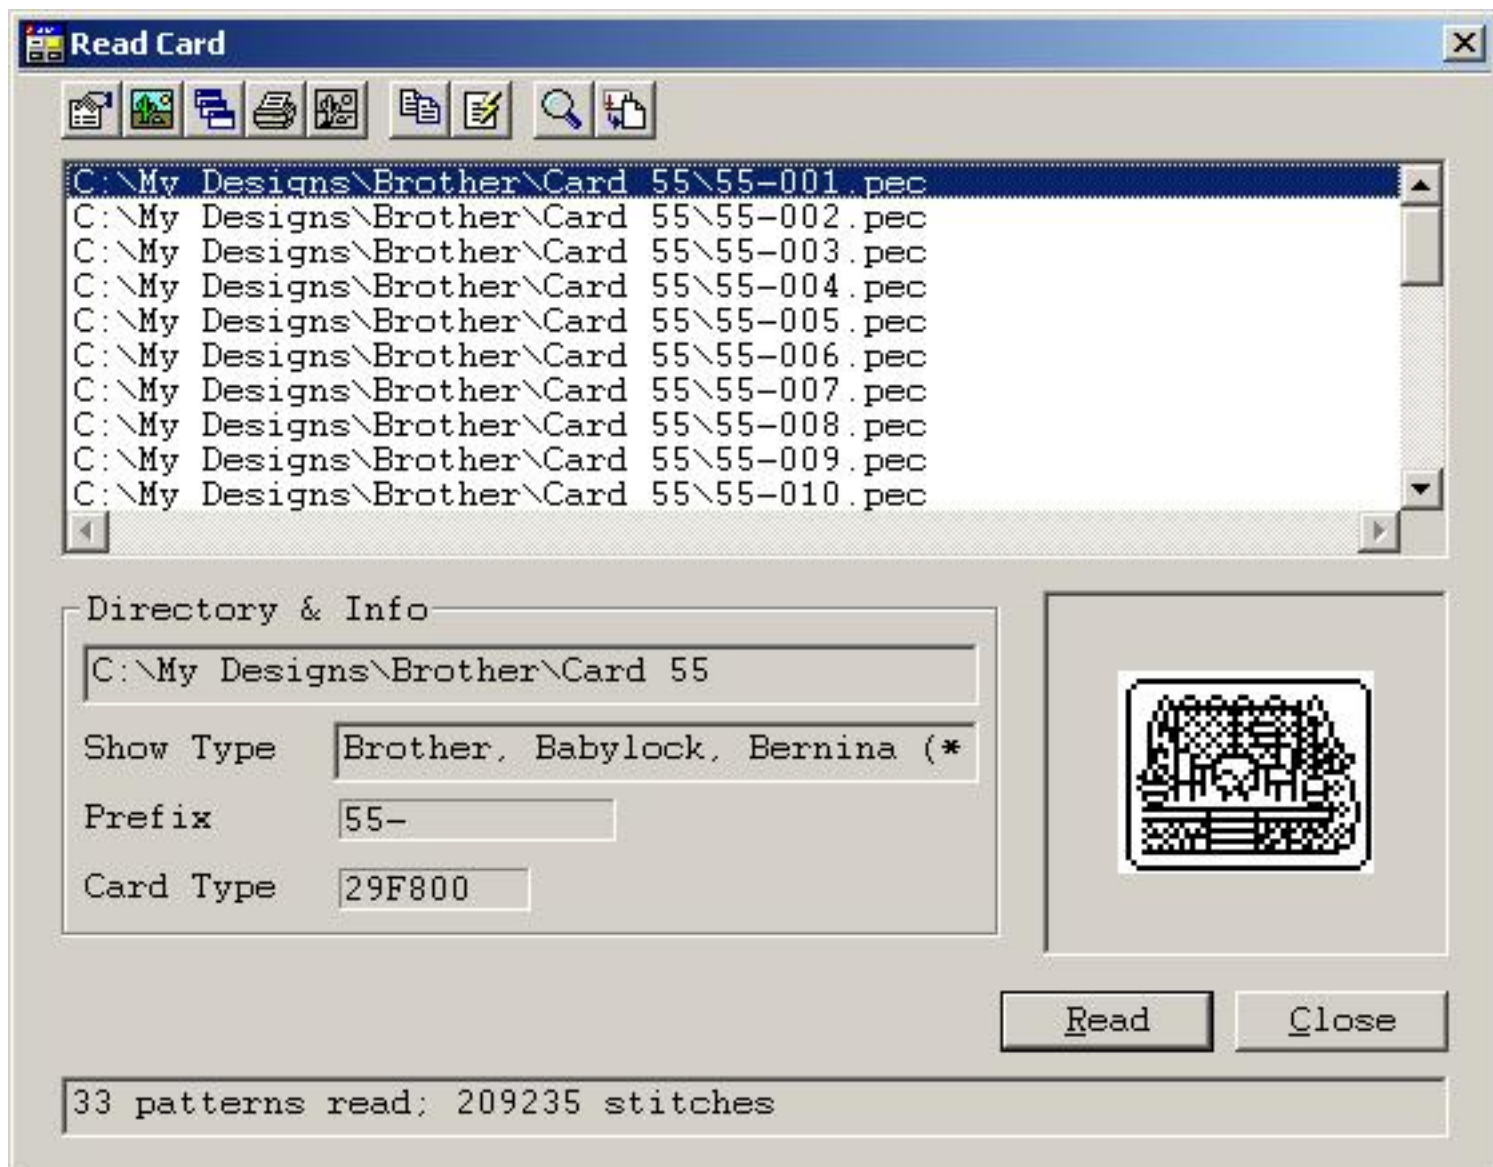 Read Card
C:\My Designs\Brother\Card 55\55-001.pec
C:\My Designs\Brother\Card 55\55-002.pec
C:\My Designs\Brother\Card 55\55-003.pec
C:\My Designs\Brother\Card 55\55-004.pec
C:\My Designs\Brother\Card 55\55-005.pec
C:\My Designs\Brother\Card 55\55-006.pec
C:\My Designs\Brother\Card 55\55-007.pec
C:\My Designs\Brother\Card 55\55-008.pec
C:\My Designs\Brother\Card 55\55-009.pec
C:\My Designs\Brother\Card 55\55-010.pec
Directory & Info
C:\My Designs\Brother\Card 55
Show Type Brother, Babylock, Bernina (*
Prefix 55-
Card Type 29F800
Read Close
33 patterns read; 209235 stitches